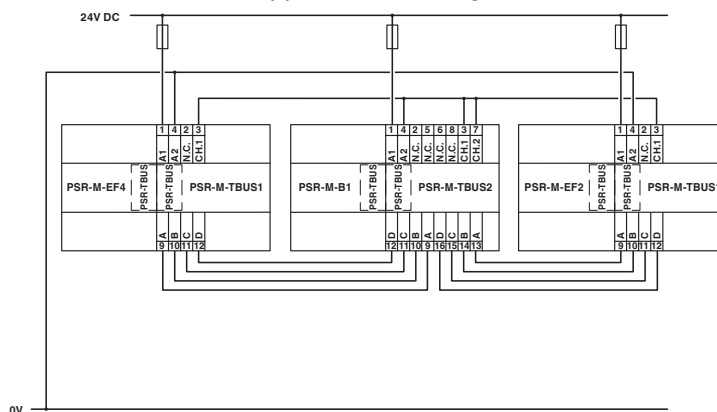 24V DC
1 4 2 3
A1 A2 N.C. CH.1
PSR-M-EF4 PSR-TBUS PSR-TBUS PSR-M-TBUS1
A B C D
9 10 11 12
1 4 2 5 6 8 3 7
A1 A2 N.C. N.C. N.C. N.C. CH.1 CH.2
PSR-M-B1 PSR-TBUS PSR-TBUS PSR-M-TBUS2
D C B A D C B A
12 11 10 9 16 15 14 13
1 4 2 3
A1 A2 N.C. CH.1
PSR-M-EF2 PSR-TBUS PSR-TBUS PSR-M-TBUS
A B C D
9 10 11 12
0V